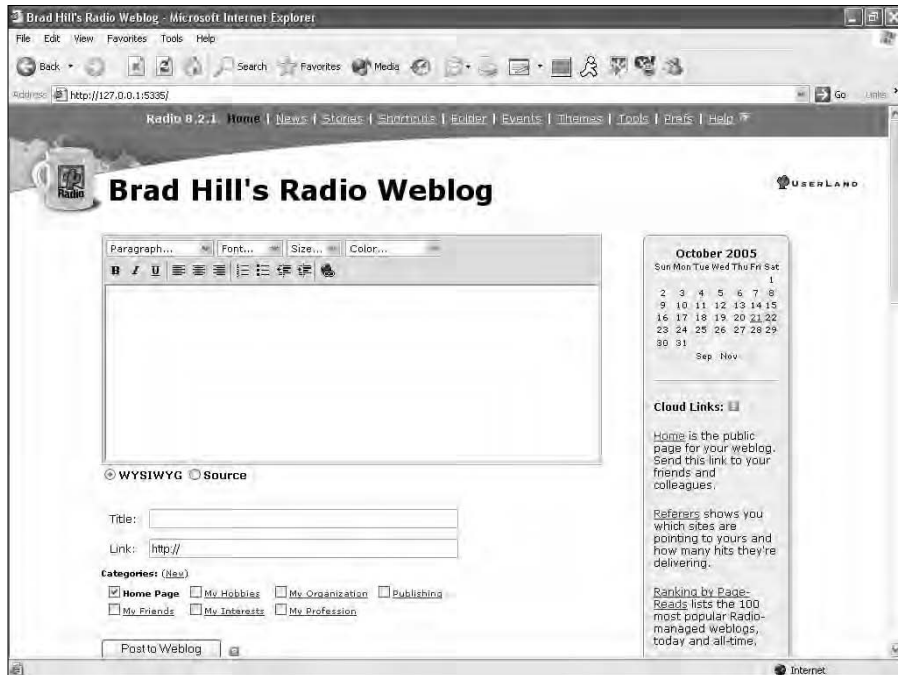 Brad Hill's Radio Weblog - Microsoft Internet Explorer
File Edit View Favorites Tools Help
Back Search Favorites Media
Address http://127.0.0.1:5335/ Go Links
Radio 8.2.1 Home | News | Stories | Shortcuts | Folder | Events | Themes | Tools | Prefs | Help
Radio
Brad Hill's Radio Weblog
USERLAND
Paragraph... Font... Size... Color...
B I U
WYSIWYG Source
Title:
Link: http://
Categories: (New)
Home Page My Hobbies My Organization Publishing
My Friends My Interests My Profession
Post to Weblog
October 2005
Sun Mon Tue Wed Thu Fri Sat
1
2 3 4 5 6 7 8
9 10 11 12 13 14 15
16 17 18 19 20 21 22
23 24 25 26 27 28 29
30 31
Sep Nov
Cloud Links:
Home is the public
page for your weblog.
Send this link to your
friends and
colleagues.
Referers shows you
which sites are
pointing to yours and
how many hits they're
delivering.
Ranking by Page-
Reads lists the 100
most popular Radio-
managed weblogs,
today and all-time.
Internet